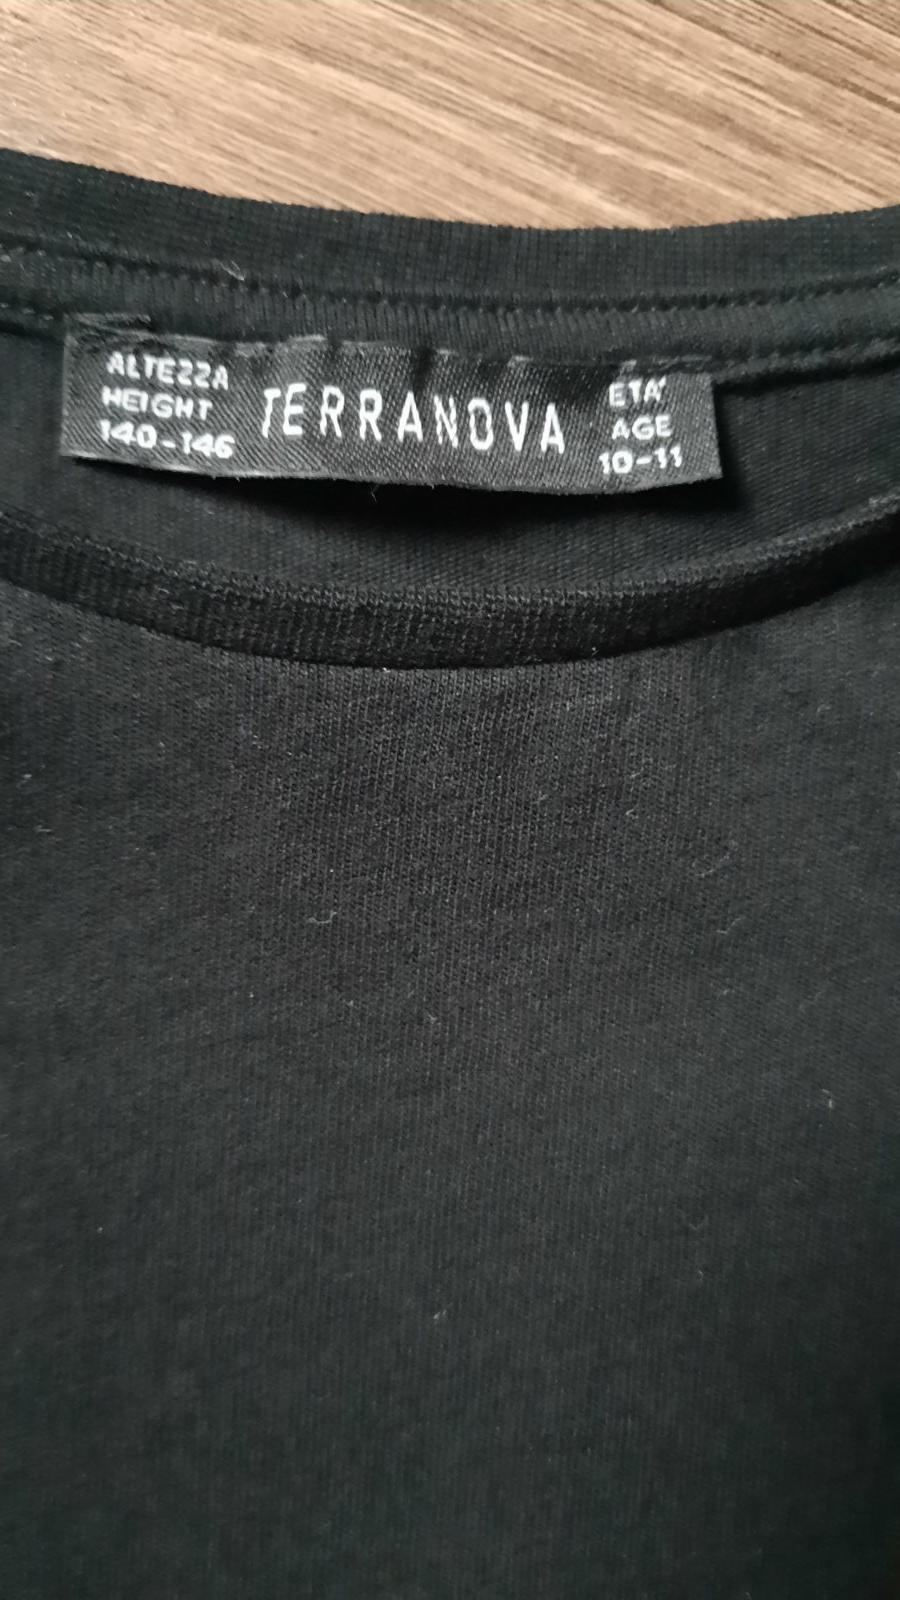 ALTEZZA
HEIGHT
140-146
TERRANOVA
ETA'
AGE
10-11